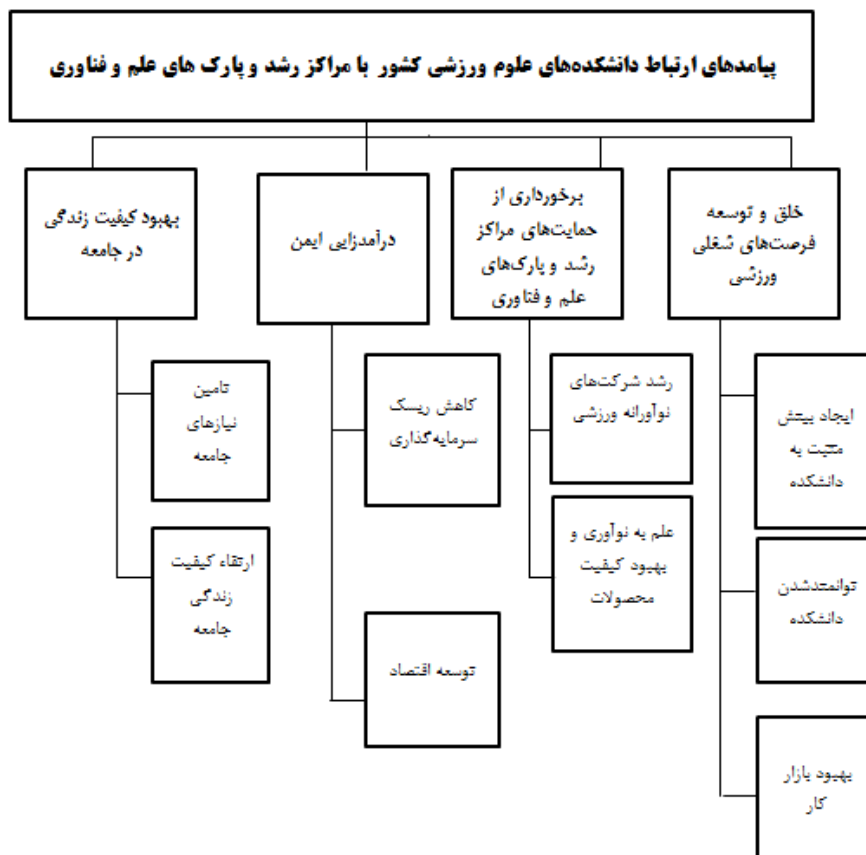 پیامدهای ارتباط دانشکده‌های علوم ورزشی کشور با مراکز رشد و پارک های علم و فناوری
خلق و توسعه
فرصت‌های شغلی
ورزشی
برخورداری از
حمایت‌های مراکز
رشد و پارک‌های
علم و فناوری
درآمدزایی ایمن
بهبود کیفیت زندگی
در جامعه
ایجاد بینش
مثبت به
دانشکده
توانمندشدن
دانشکده
بهبود بازار
کار
رشد شرکت‌های
نوآورانه ورزشی
علم به نوآوری و
بهبود کیفیت
محصولات
کاهش ریسک
سرمایه‌گذاری
توسعه اقتصاد
تامین
نیازهای
جامعه
ارتقاء کیفیت
زندگی
جامعه